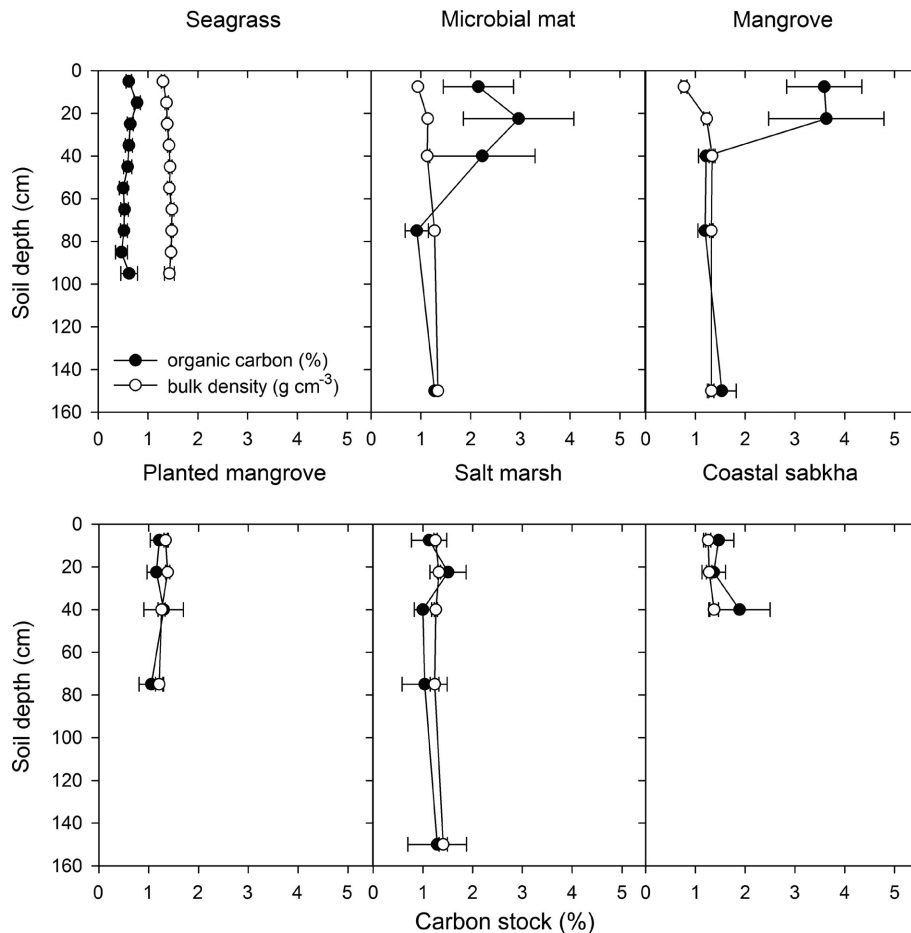 Seagrass Microbial mat Mangrove
0
20
40
60
80
100
120
140
160
Soil depth (cm)
organic carbon (%)
bulk density (g cm-3)
0 1 2 3 4 5 0 1 2 3 4 5 0 1 2 3 4 5
Planted mangrove Salt marsh Coastal sabkha
0
20
40
60
80
100
120
140
160
Soil depth (cm)
0 1 2 3 4 5 0 1 2 3 4 5 0 1 2 3 4 5
Carbon stock (%)